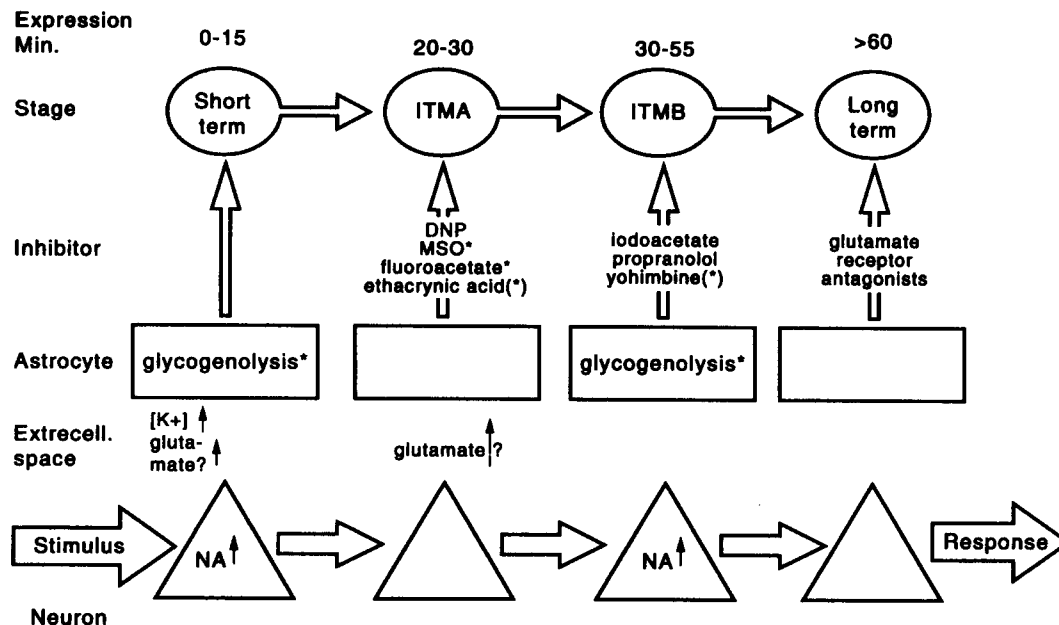 Expression
Min.
0-15
20-30
30-55
>60
Stage
Short
term
ITMA
ITMB
Long
term
Inhibitor
DNP
MSO*
fluoroacetate*
ethacrynic acid(*)
iodoacetate
propranolol
yohimbine(*)
glutamate
receptor
antagonists
Astrocyte
glycogenolysis*
glycogenolysis*
Extrecell.
space
[K+]
gluta-
mate?
glutamate ?
Stimulus
NA
NA
Response
Neuron